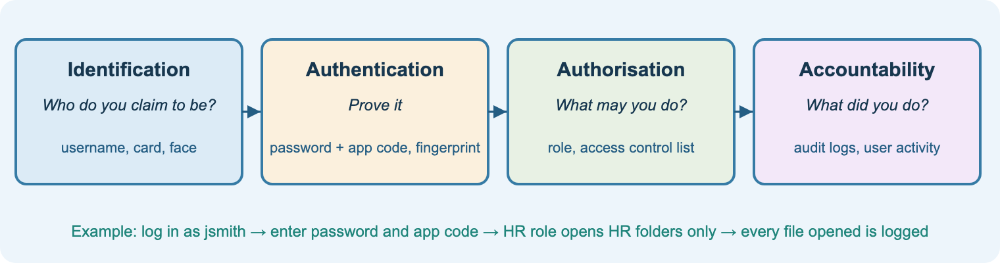 Identification
Who do you claim to be?
username, card, face
Authentication
Prove it
password + app code, fingerprint
Authorisation
What may you do?
role, access control list
Accountability
What did you do?
audit logs, user activity
Example: log in as jsmith → enter password and app code → HR role opens HR folders only → every file opened is logged